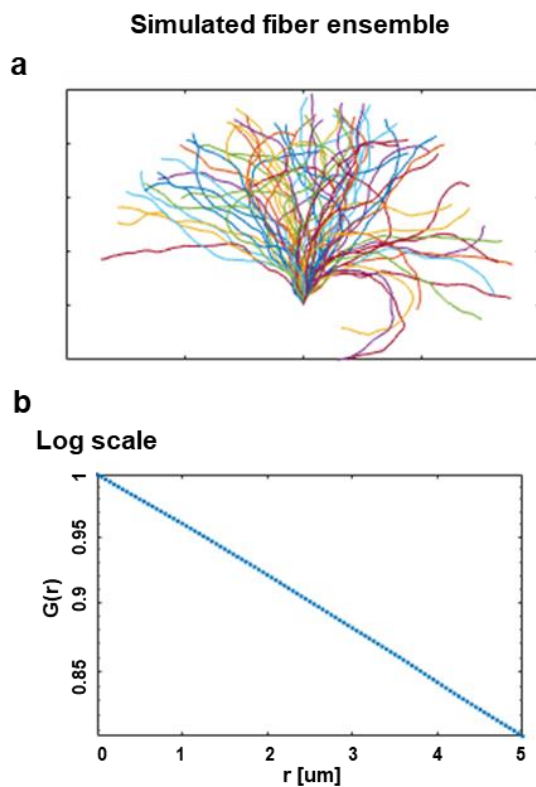 Simulated fiber ensemble
a
b
Log scale
1
0.95
0.9
0.85
G(r)
0 1 2 3 4 5
r [um]